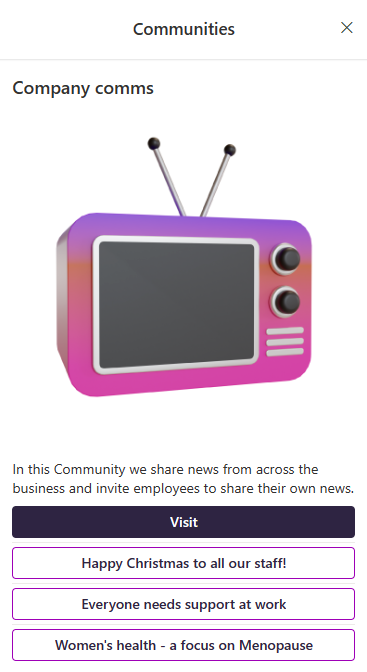 Communities
Company comms
In this Community we share news from across the
business and invite employees to share their own news.
Visit
Happy Christmas to all our staff!
Everyone needs support at work
Women's health - a focus on Menopause